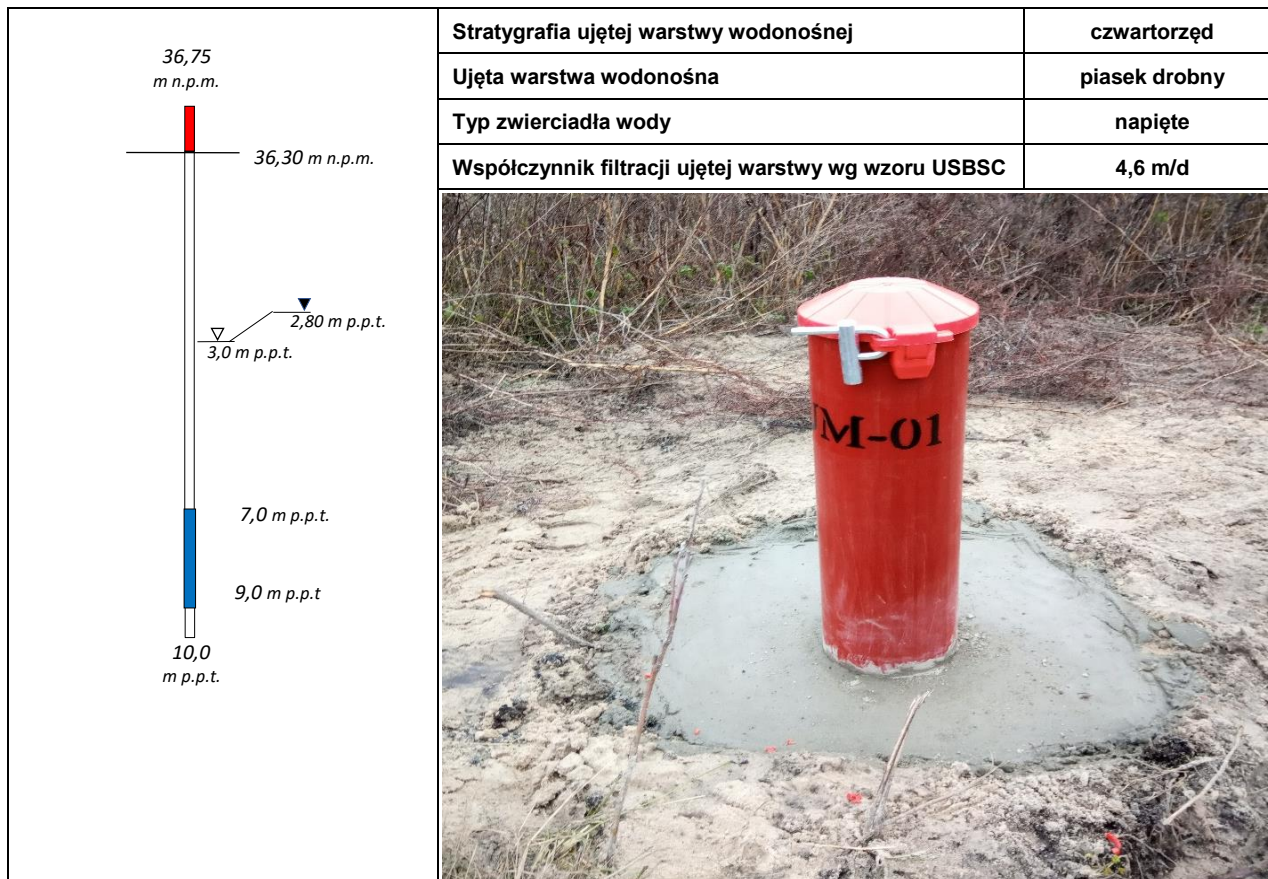 36,75
m n.p.m.
36,30 m n.p.m.
2,80 m p.p.t.
3,0 m p.p.t.
7,0 m p.p.t.
9,0 m p.p.t
10,0
m p.p.t.
Stratygrafia ujętej warstwy wodonośnej czwartorzęd
Ujęta warstwa wodonośna piasek drobny
Typ zwierciadła wody napięte
Współczynnik filtracji ujętej warstwy wg wzoru USBSC 4,6 m/d
M-01